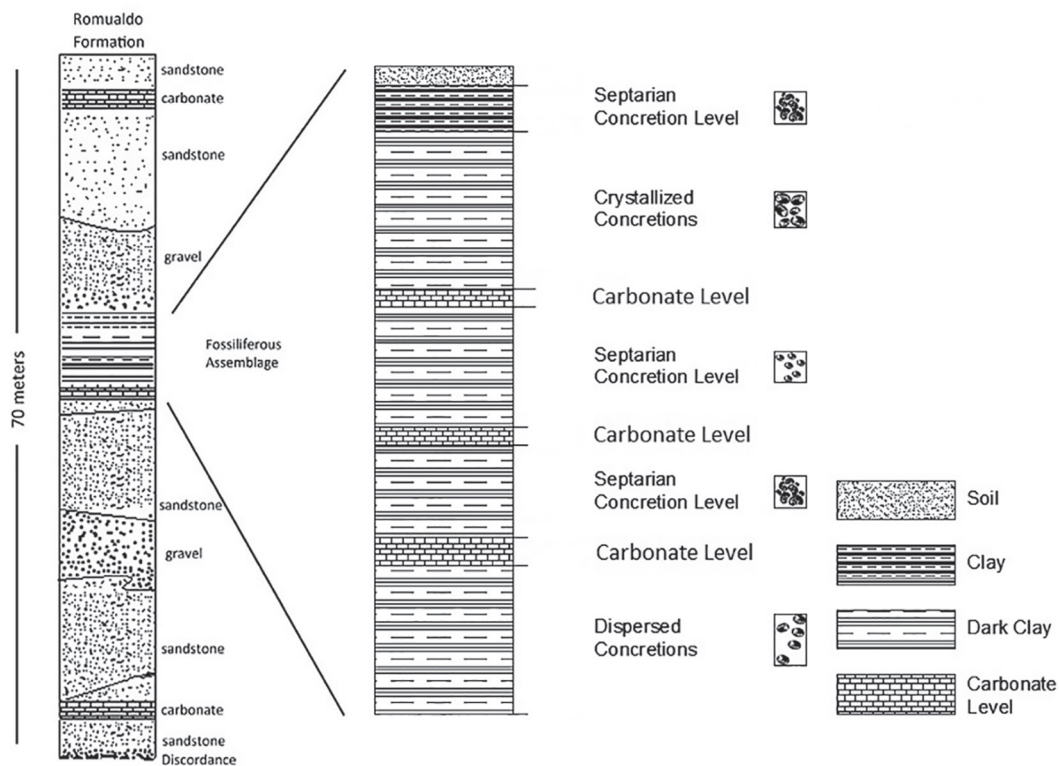 Romualdo
Formation
sandstone
carbonate
sandstone
gravel
Fossiliferous
Assemblage
70 meters
sandstone
gravel
sandstone
carbonate
sandstone
Discordance
Septarian
Concretion Level
Crystallized
Concretions
Carbonate Level
Septarian
Concretion Level
Carbonate Level
Septarian
Concretion Level
Carbonate Level
Dispersed
Concretions
Soil
Clay
Dark Clay
Carbonate
Level